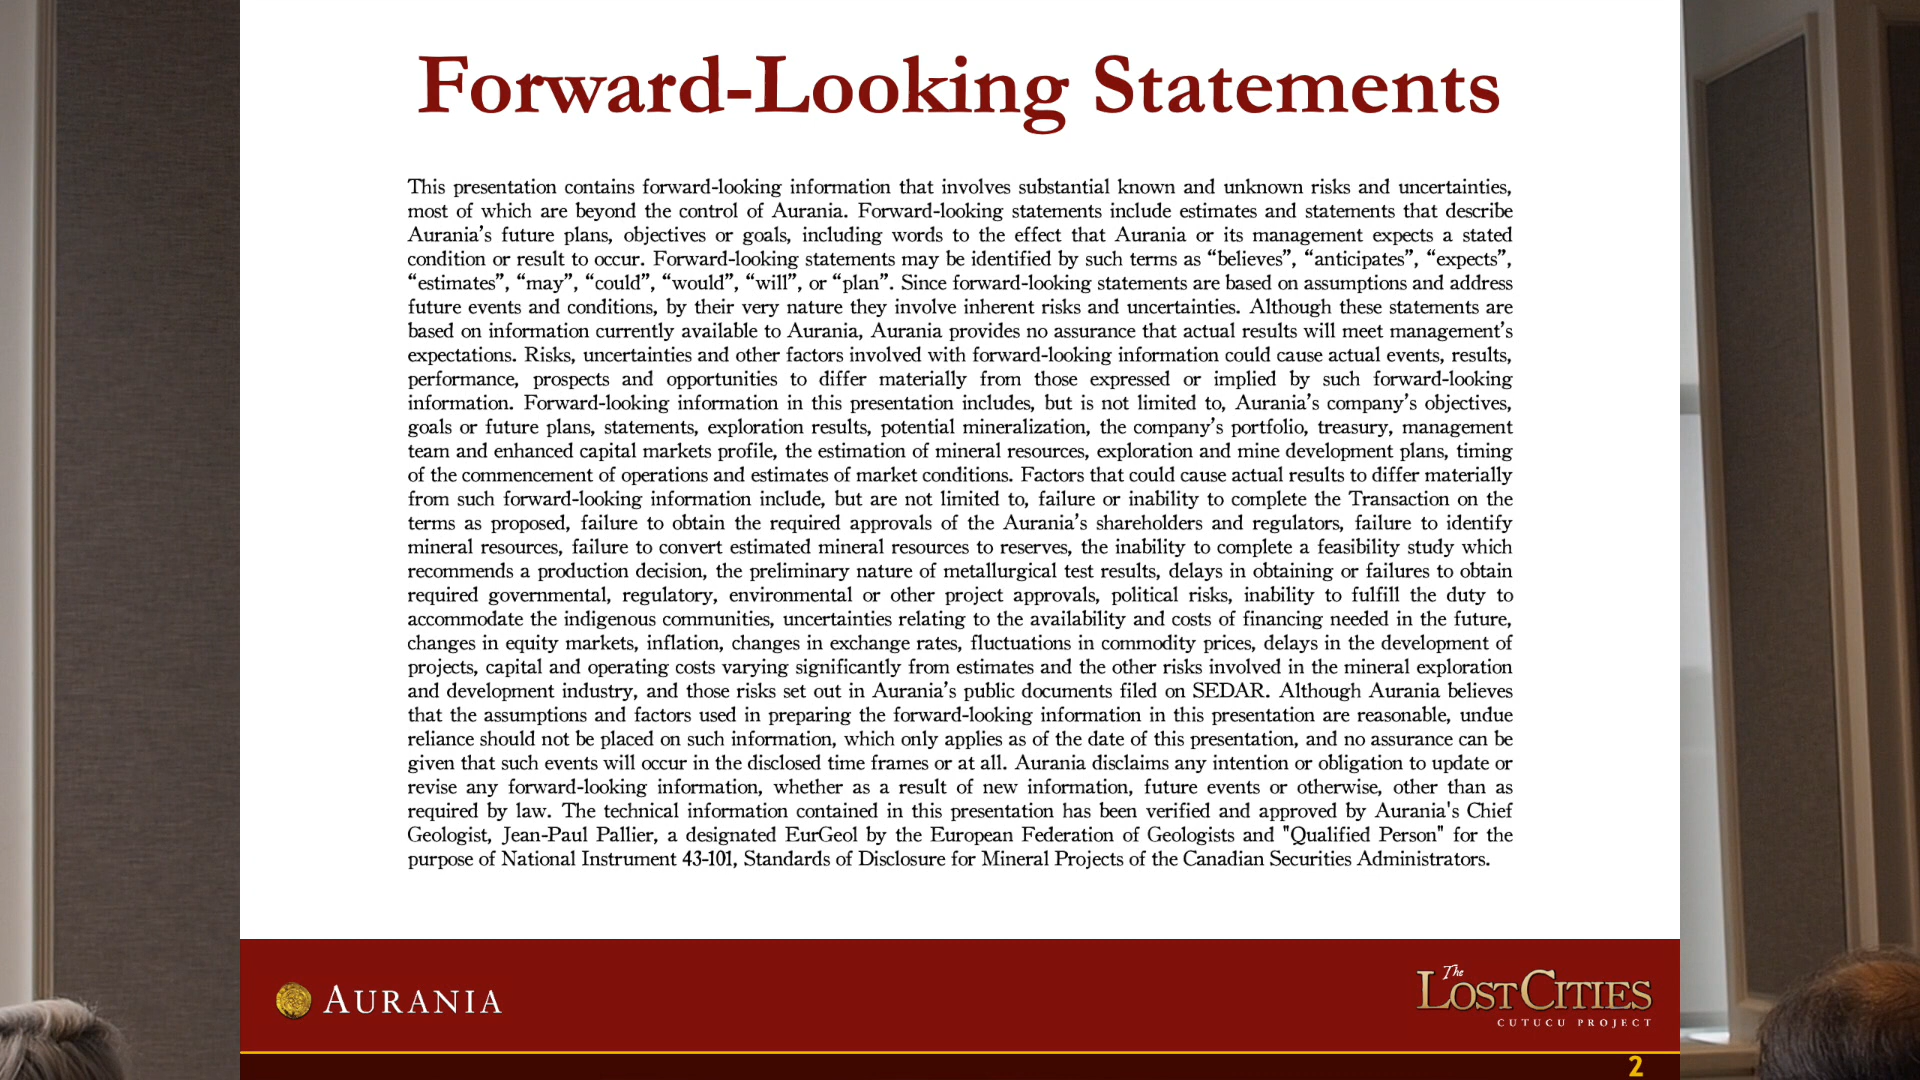 Forward-Looking Statements
This presentation contains forward-looking information that involves substantial known and unknown risks and uncertainties,
most of which are beyond the control of Aurania. Forward-looking statements include estimates and statements that describe
Aurania’s future plans, objectives or goals, including words to the effect that Aurania or its management expects a stated
condition or result to occur. Forward-looking statements may be identified by such terms as “believes”, “anticipates”, “expects”,
“estimates”, “may”, “could”, “would”, “will”, or “plan”. Since forward-looking statements are based on assumptions and address
future events and conditions, by their very nature they involve inherent risks and uncertainties. Although these statements are
based on information currently available to Aurania, Aurania provides no assurance that actual results will meet management’s
expectations. Risks, uncertainties and other factors involved with forward-looking information could cause actual events, results,
performance, prospects and opportunities to differ materially from those expressed or implied by such forward-looking
information. Forward-looking information in this presentation includes, but is not limited to, Aurania’s company’s objectives,
goals or future plans, statements, exploration results, potential mineralization, the company’s portfolio, treasury, management
team and enhanced capital markets profile, the estimation of mineral resources, exploration and mine development plans, timing
of the commencement of operations and estimates of market conditions. Factors that could cause actual results to differ materially
from such forward-looking information include, but are not limited to, failure or inability to complete the Transaction on the
terms as proposed, failure to obtain the required approvals of the Aurania’s shareholders and regulators, failure to identify
mineral resources, failure to convert estimated mineral resources to reserves, the inability to complete a feasibility study which
recommends a production decision, the preliminary nature of metallurgical test results, delays in obtaining or failures to obtain
required governmental, regulatory, environmental or other project approvals, political risks, inability to fulfill the duty to
accommodate the indigenous communities, uncertainties relating to the availability and costs of financing needed in the future,
changes in equity markets, inflation, changes in exchange rates, fluctuations in commodity prices, delays in the development of
projects, capital and operating costs varying significantly from estimates and the other risks involved in the mineral exploration
and development industry, and those risks set out in Aurania’s public documents filed on SEDAR. Although Aurania believes
that the assumptions and factors used in preparing the forward-looking information in this presentation are reasonable, undue
reliance should not be placed on such information, which only applies as of the date of this presentation, and no assurance can be
given that such events will occur in the disclosed time frames or at all. Aurania disclaims any intention or obligation to update or
revise any forward-looking information, whether as a result of new information, future events or otherwise, other than as
required by law. The technical information contained in this presentation has been verified and approved by Aurania's Chief
Geologist, Jean-Paul Pallier, a designated EurGeol by the European Federation of Geologists and "Qualified Person" for the
purpose of National Instrument 43-101, Standards of Disclosure for Mineral Projects of the Canadian Securities Administrators.
AURANIA
The
LOST CITIES
CUTUCU PROJECT
2